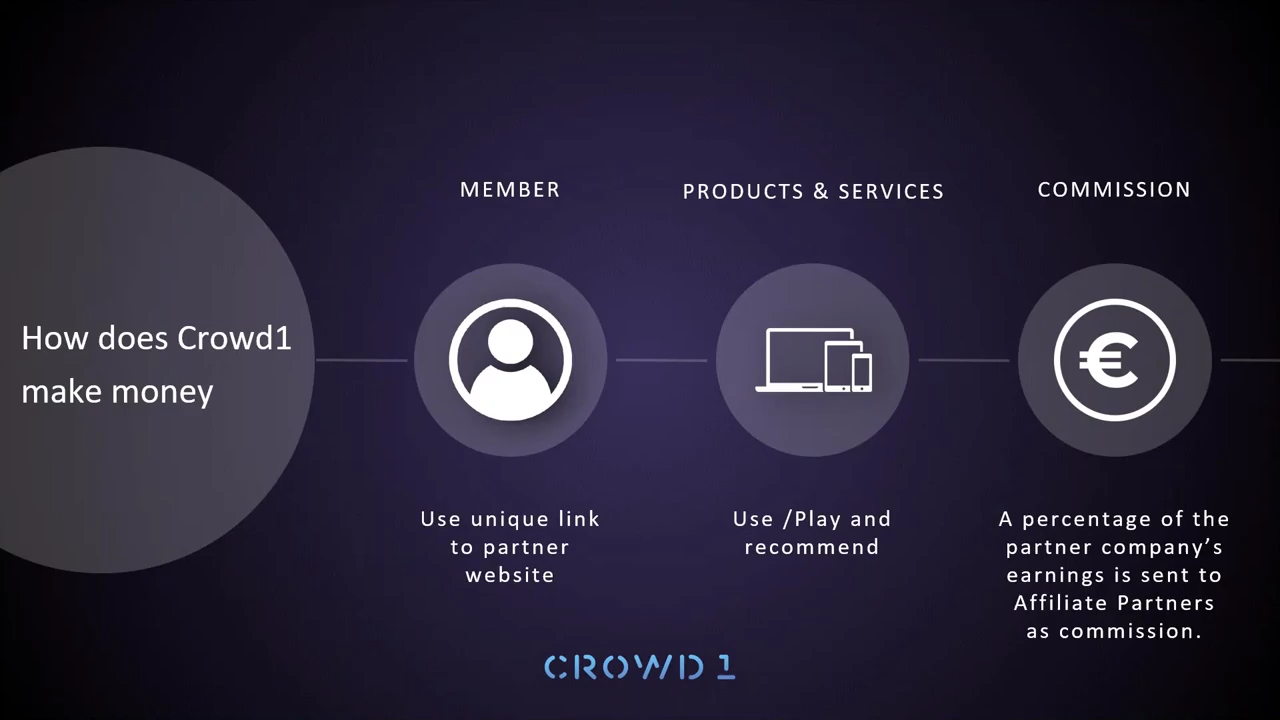 How does Crowd1
make money
MEMBER
Use unique link
to partner
website
PRODUCTS & SERVICES
Use /Play and
recommend
COMMISSION
€
A percentage of the
partner company’s
earnings is sent to
Affiliate Partners
as commission.
CROWD 1